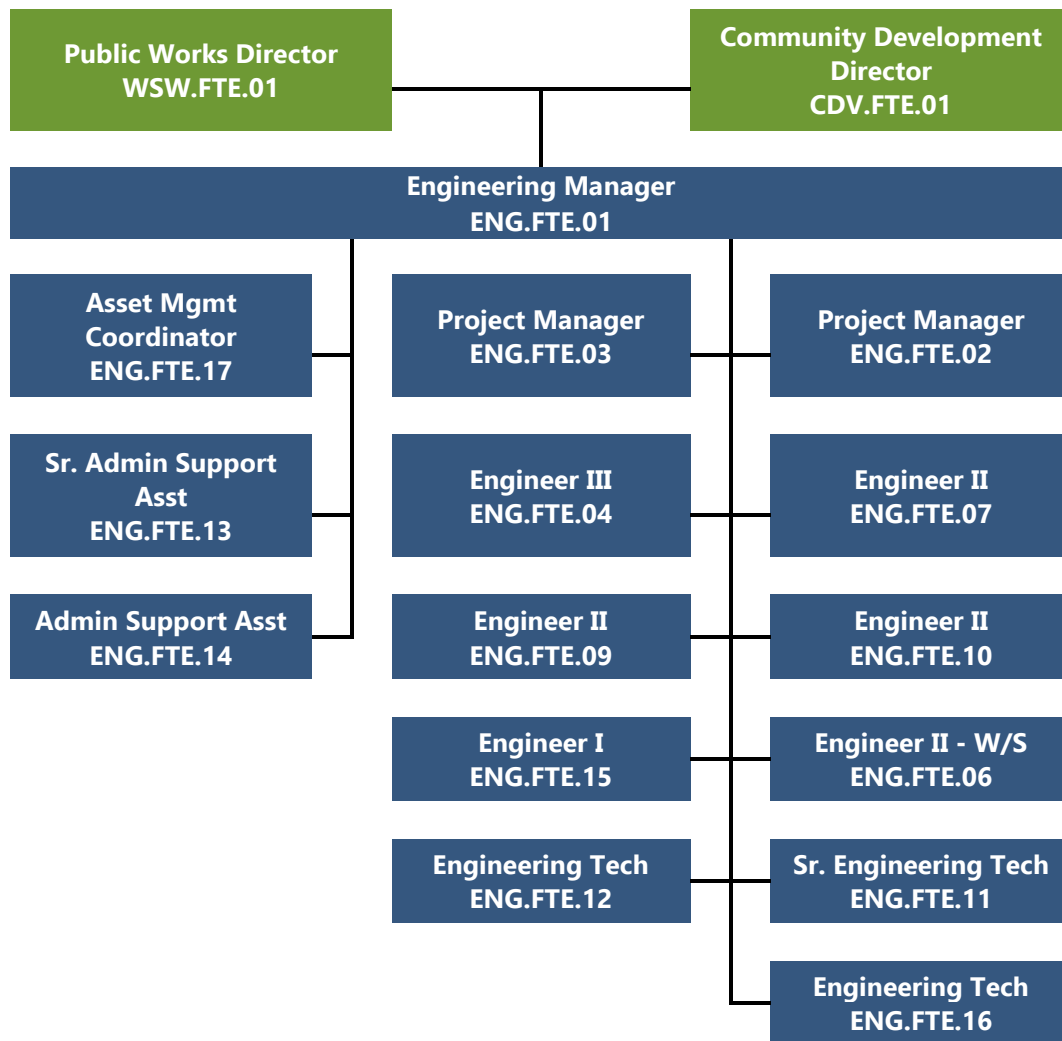 Public Works Director
WSW.FTE.01
Community Development
Director
CDV.FTE.01
Engineering Manager
ENG.FTE.01
Asset Mgmt
Coordinator
ENG.FTE.17
Project Manager
ENG.FTE.03
Project Manager
ENG.FTE.02
Sr. Admin Support
Asst
ENG.FTE.13
Engineer III
ENG.FTE.04
Engineer II
ENG.FTE.07
Admin Support Asst
ENG.FTE.14
Engineer II
ENG.FTE.09
Engineer II
ENG.FTE.10
Engineer I
ENG.FTE.15
Engineer II - W/S
ENG.FTE.06
Engineering Tech
ENG.FTE.12
Sr. Engineering Tech
ENG.FTE.11
Engineering Tech
ENG.FTE.16